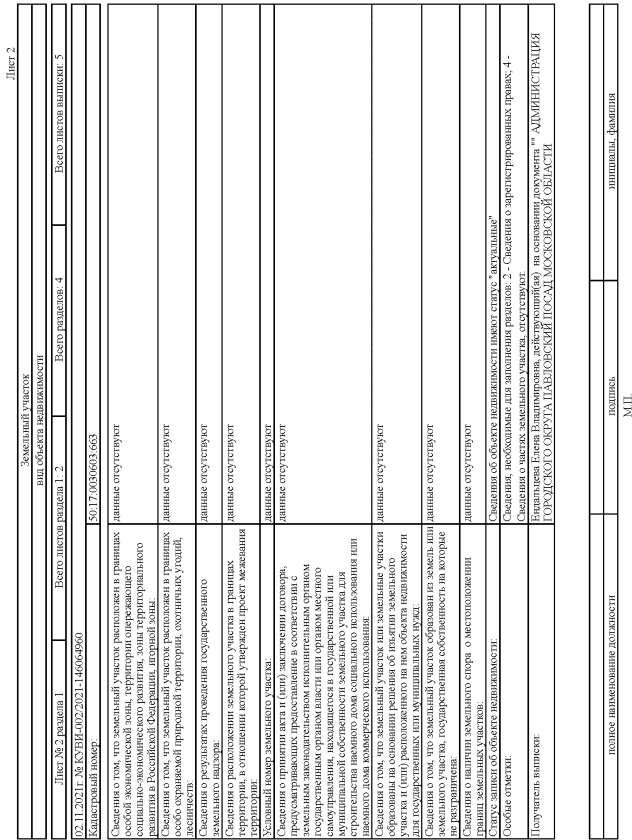 Лист 2
Земельный участок
вид объекта недвижимости
Лист № 2 раздела 1
Всего листов раздела 1: 2
Всего разделов: 4
Всего листов выписки: 5
02.11.2021г. № КУВИ-002/2021-146064960
Кадастровый номер:
50:17:0030603:663
Сведения о том, что земельный участок расположен в границах
особой экономической зоны, территории опережающего
социально-экономического развития, зоны территориального
развития в Российской Федерации, игорной зоны:
данные отсутствуют
Сведения о том, что земельный участок расположен в границах
особо охраняемой природной территории, охотничьих угодий,
лесничеств
данные отсутствуют
Сведения о результатах проведения государственного
земельного надзора:
данные отсутствуют
Сведения о расположении земельного участка в границах
территории, в отношении которой утвержден проект межевания
территории:
данные отсутствуют
Условный номер земельного участка:
данные отсутствуют
Сведения о принятии акта и (или) заключении договора,
предусматривающих предоставление в соответствии с
земельным законодательством исполнительным органом
государственным органом власти или органом местного
самоуправления, находящегося в государственной или
муниципальной собственности земельного участка для
строительства наемного дома социального использования или
наемного дома коммерческого использования:
данные отсутствуют
Сведения о том, что земельный участок или земельные участки
образованы на основании решения об изъятии земельного
участка и (или) расположенного на нем объекта недвижимости
для государственных или муниципальных нужд:
данные отсутствуют
Сведения о том, что земельный участок образован из земель или
земельного участка, государственная собственность на которые
не разграничена:
данные отсутствуют
Сведения о наличии земельного спора о местоположении
границ земельных участков:
данные отсутствуют
Статус записи об объекте недвижимости:
Сведения об объекте недвижимости имеют статус "актуальные"
Особые отметки:
Сведения, необходимые для заполнения разделов: 2 - Сведения о зарегистрированных правах; 4 -
Сведения о частях земельного участка, отсутствуют.
Получатель выписки:
Ендальцева Елена Владимировна, действующий(ая) на основании документа "" АДМИНИСТРАЦИЯ
ГОРОДСКОГО ОКРУГА ПАВЛОВСКИЙ ПОСАД МОСКОВСКОЙ ОБЛАСТИ
полное наименование должности
подпись
инициалы, фамилия
М.П.